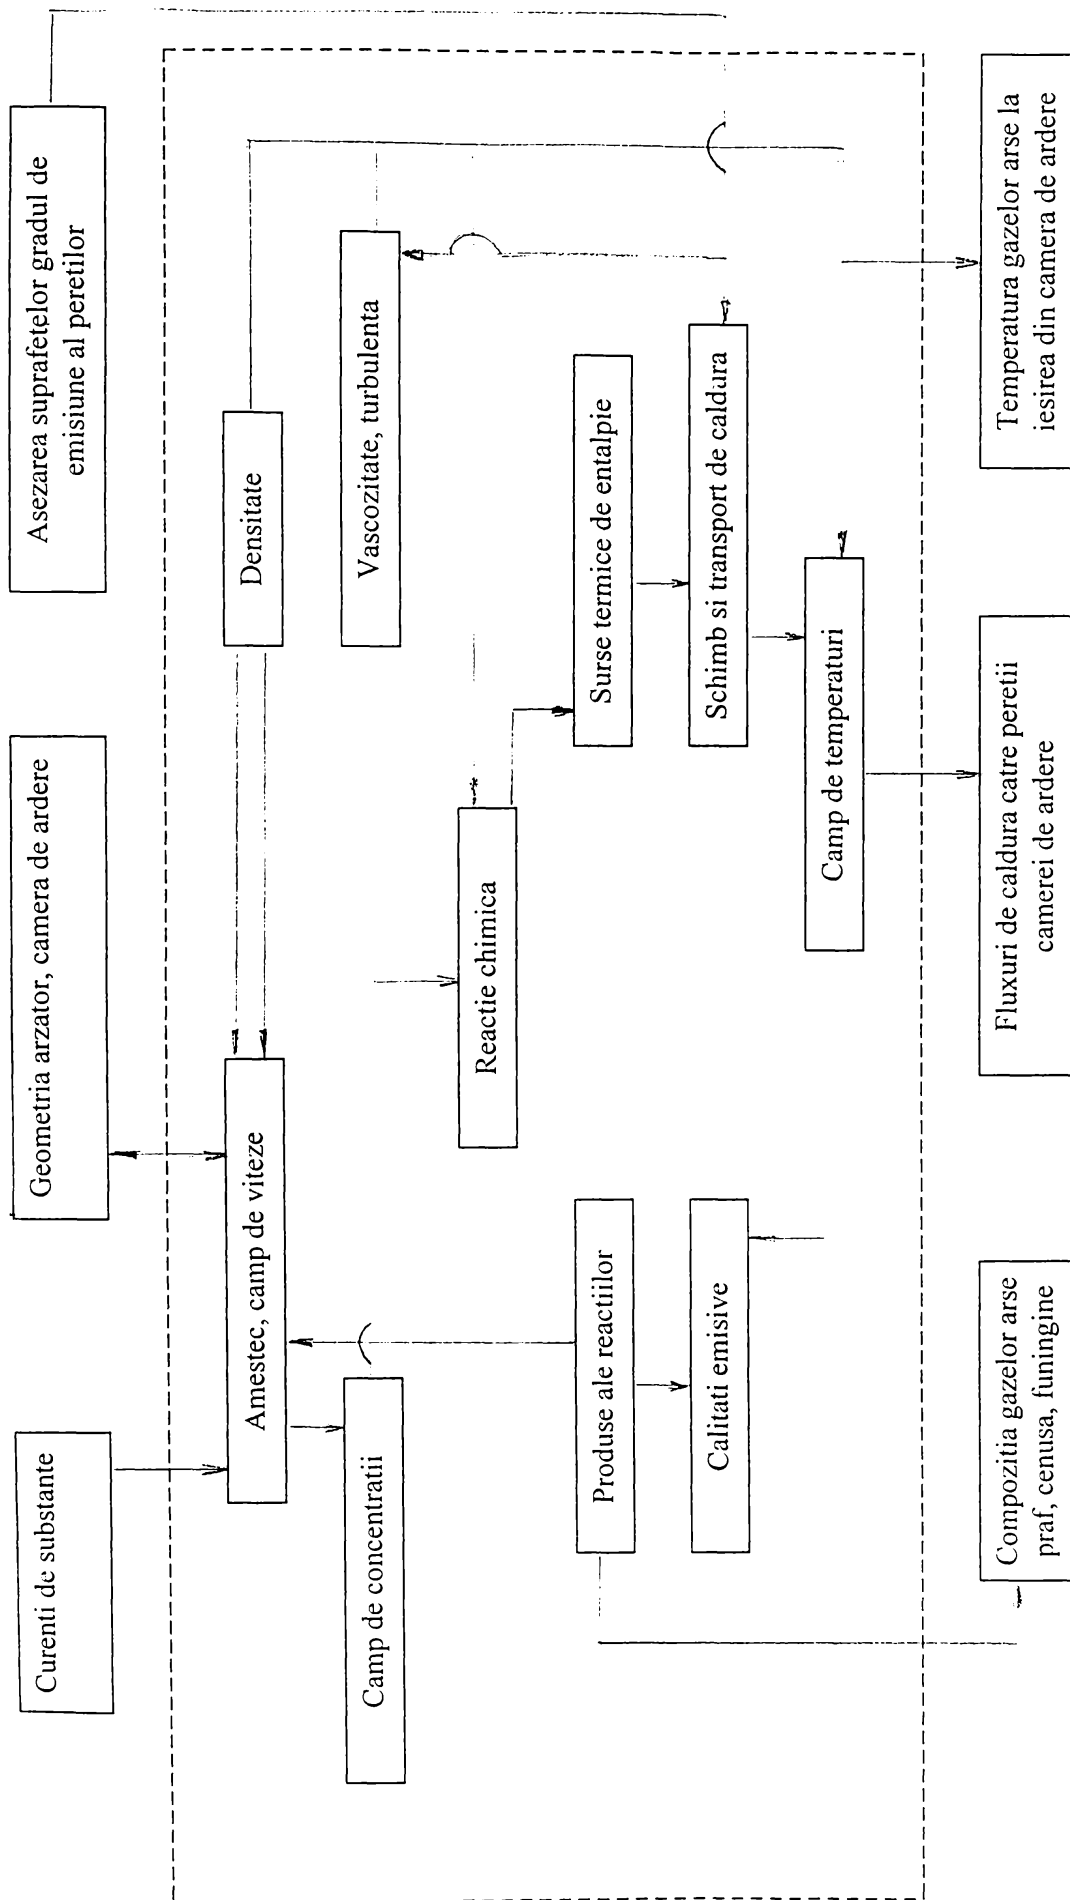 Curenti de substante
Geometria arzator, camera de ardere
Asezarea suprafetelor gradul de
emisiune al peretilor
Amestec, camp de viteze
Densitate
Camp de concentratii
Vascozitate, turbulenta
Reactie chimica
Produse ale reactiilor
Surse termice de entalpie
Calitati emisive
Schimb si transport de caldura
Camp de temperaturi
Compozitia gazelor arse
praf, cenusa, funingine
Fluxuri de caldura catre peretii
camerei de ardere
Temperatura gazelor arse la
iesirea din camera de ardere